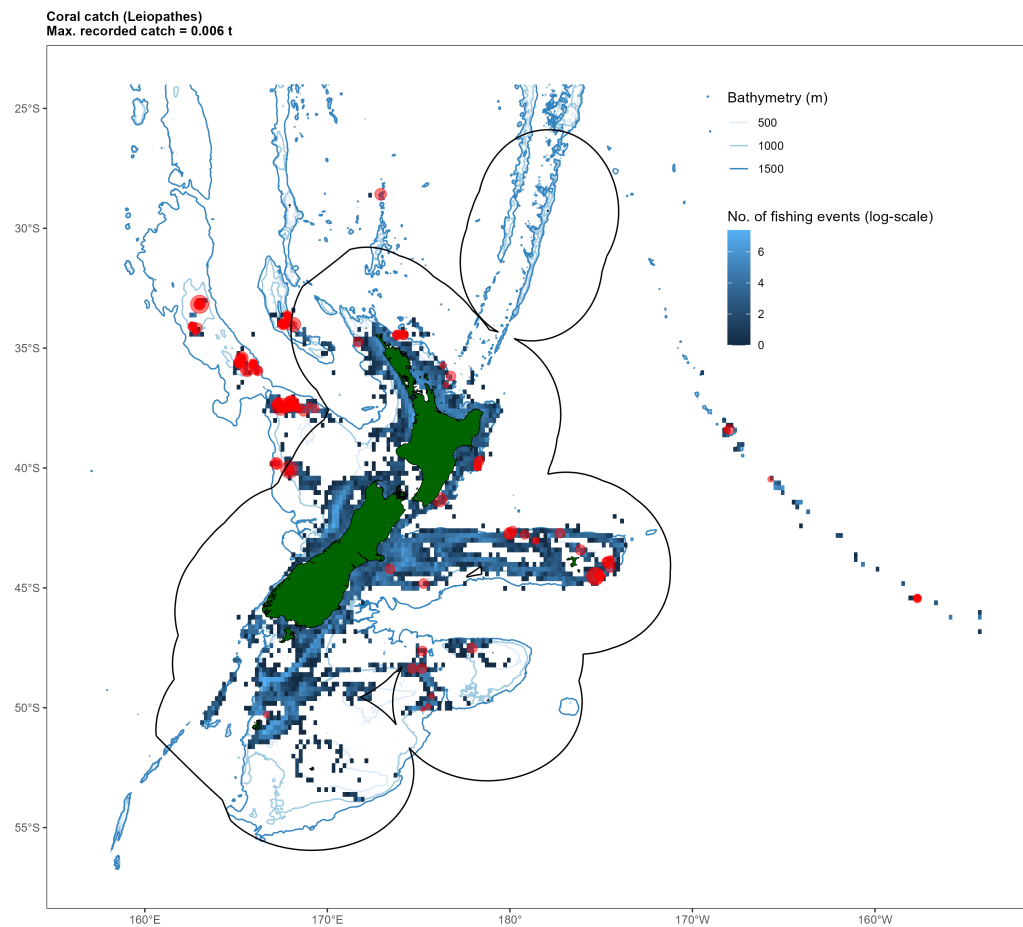 Coral catch (Leiopathes)
Max. recorded catch = 0.006 t
Bathymetry (m)
500
1000
1500
No. of fishing events (log-scale)
6
4
2
0
25°S
30°S
35°S
40°S
45°S
50°S
55°S
160°E
170°E
180°
170°W
160°W